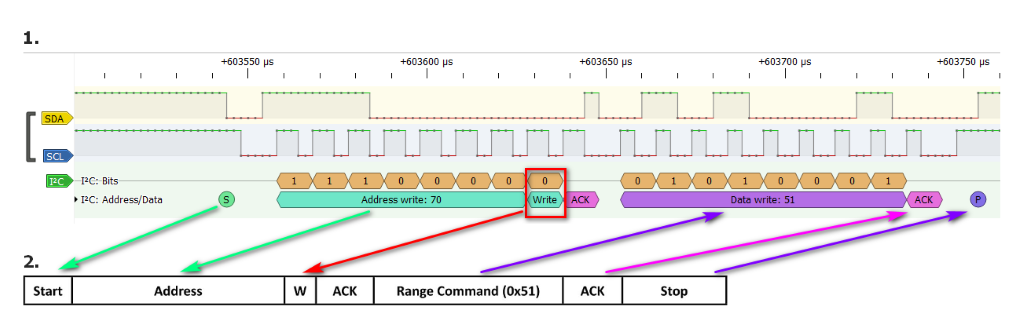 1.
+603550 µs +603600 µs +603650 µs +603700 µs +603750 µs
SDA
SCL
I²C I²C: Bits 1 1 1 0 0 0 0 0 0 1 0 1 0 0 0 1
I²C: Address/Data S Address write: 70 Write ACK Data write: 51 ACK P
2.
Start Address W ACK Range Command (0x51) ACK Stop